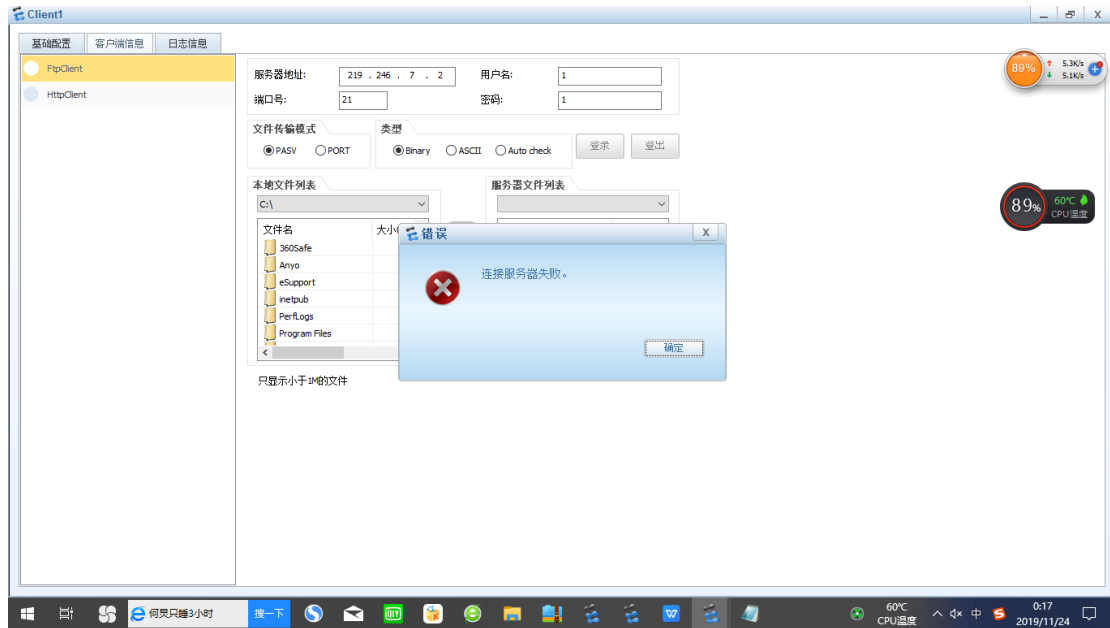 Client1
基础配置 客户端信息 日志信息
FtpClient
HttpClient
服务器地址: 219 . 246 . 7 . 2 用户名: 1
端口号: 21 密码: 1
文件传输模式 类型
PASV PORT Binary ASCII Auto check 登录 登出
本地文件列表 服务器文件列表
C:\
文件名
360Safe
Anyo
eSupport
inetpub
PerfLogs
Program Files
只显示小于1M的文件
错误 X
连接服务器失败。
确定
89% 5.3K/s
5.1K/s
89% 60℃
CPU温度
何炅只睡3小时 搜一下
60℃
CPU温度
中
0:17
2019/11/24